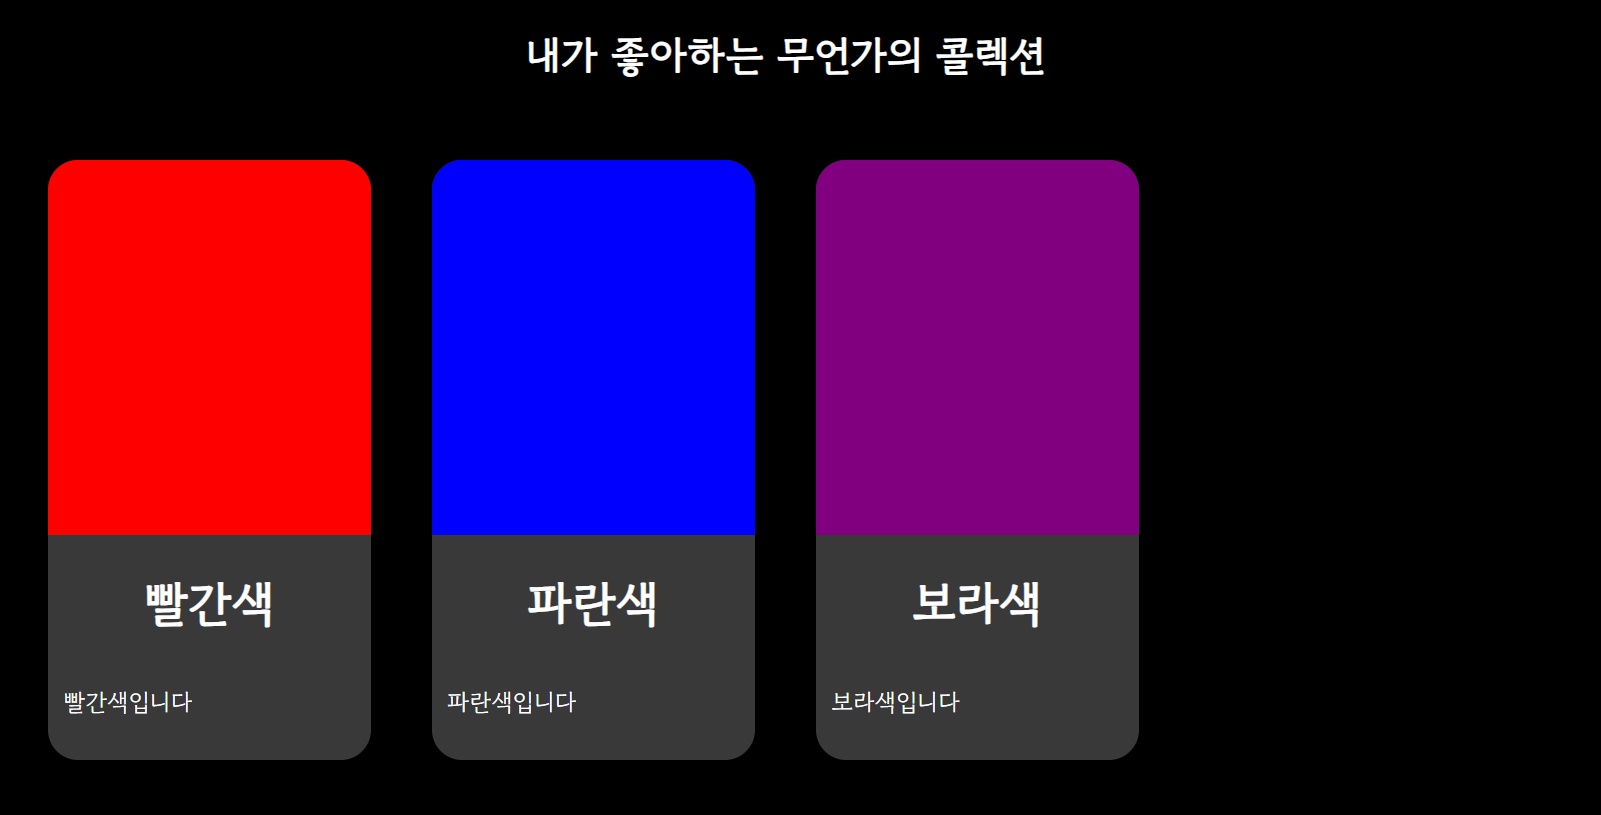 내가 좋아하는 무언가의 콜렉션
빨간색
빨간색입니다
파란색
파란색입니다
보라색
보라색입니다